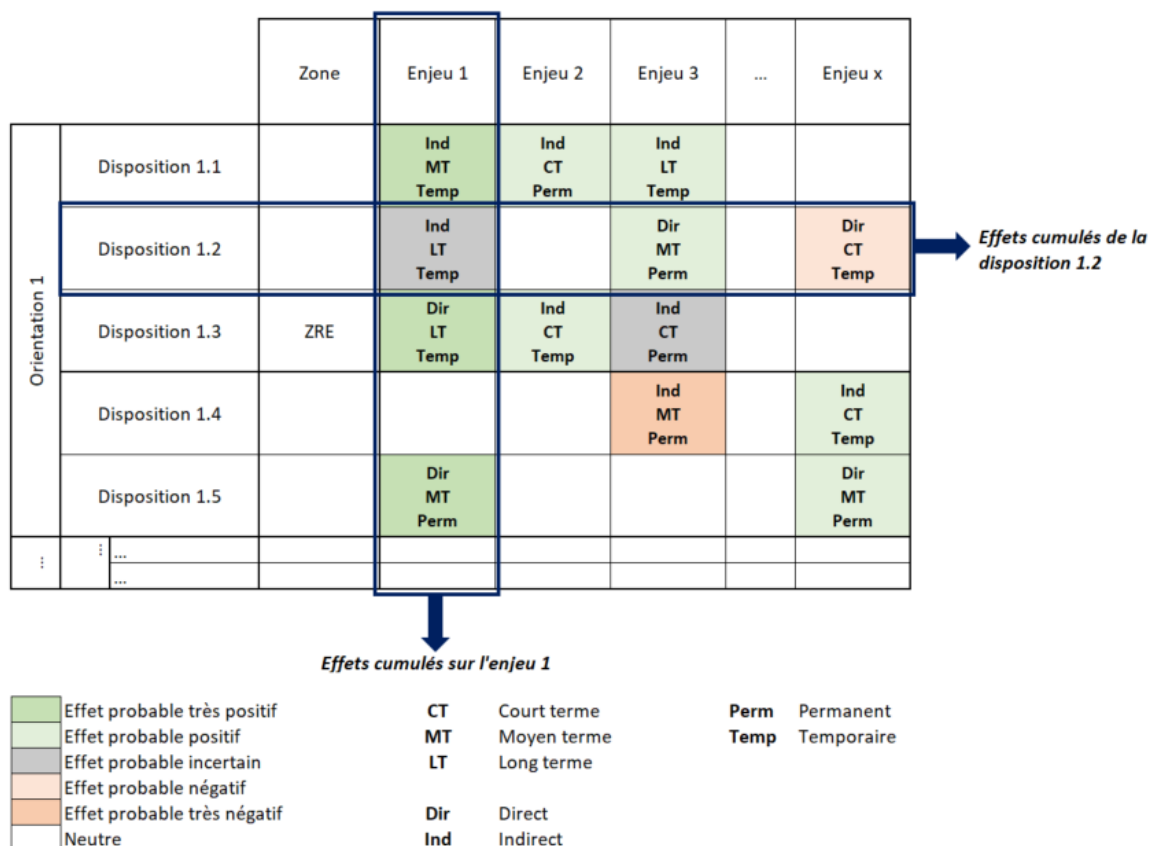 Zone Enjeu 1 Enjeu 2 Enjeu 3 ... Enjeu x
Orientation 1
Disposition 1.1
Ind Ind Ind
MT CT LT
Temp Perm Temp
Disposition 1.2
Ind Dir Dir
LT MT CT
Temp Perm Temp
Effets cumulés de la
disposition 1.2
Disposition 1.3 ZRE
Dir Ind Ind
LT CT CT
Temp Temp Perm
Disposition 1.4
Ind Ind
MT CT
Perm Temp
Disposition 1.5
Dir Dir
MT MT
Perm Perm
... ... ...
...
Effets cumulés sur l'enjeu 1
Effet probable très positif CT Court terme Perm Permanent
Effet probable positif MT Moyen terme Temp Temporaire
Effet probable incertain LT Long terme
Effet probable négatif
Effet probable très négatif Dir Direct
Neutre Ind Indirect